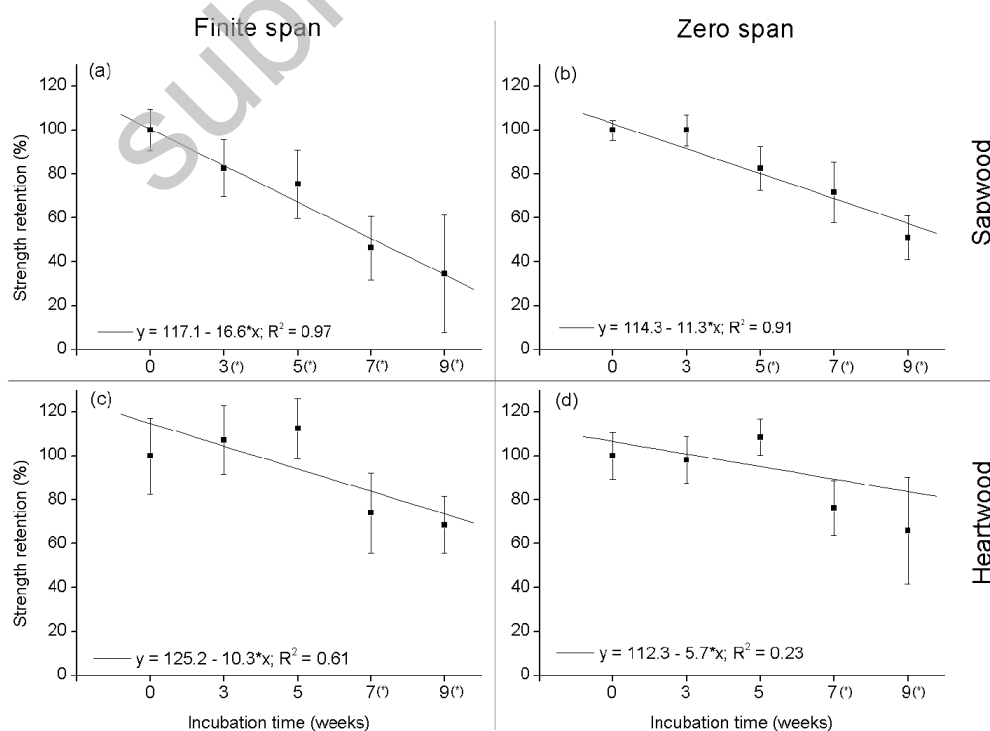 Finite span
Zero span
(a)
120
100
80
60
40
20
0
Strength retention (%)
y = 117.1 - 16.6*x; R² = 0.97
0 3(*) 5(*) 7(*) 9(*)
(b)
120
100
80
60
40
20
0
y = 114.3 - 11.3*x; R² = 0.91
0 3 5(*) 7(*) 9(*)
Sapwood
(c)
120
100
80
60
40
20
0
Strength retention (%)
y = 125.2 - 10.3*x; R² = 0.61
0 3 5 7(*) 9(*)
Incubation time (weeks)
(d)
120
100
80
60
40
20
0
y = 112.3 - 5.7*x; R² = 0.23
0 3 5 7(*) 9(*)
Incubation time (weeks)
Heartwood